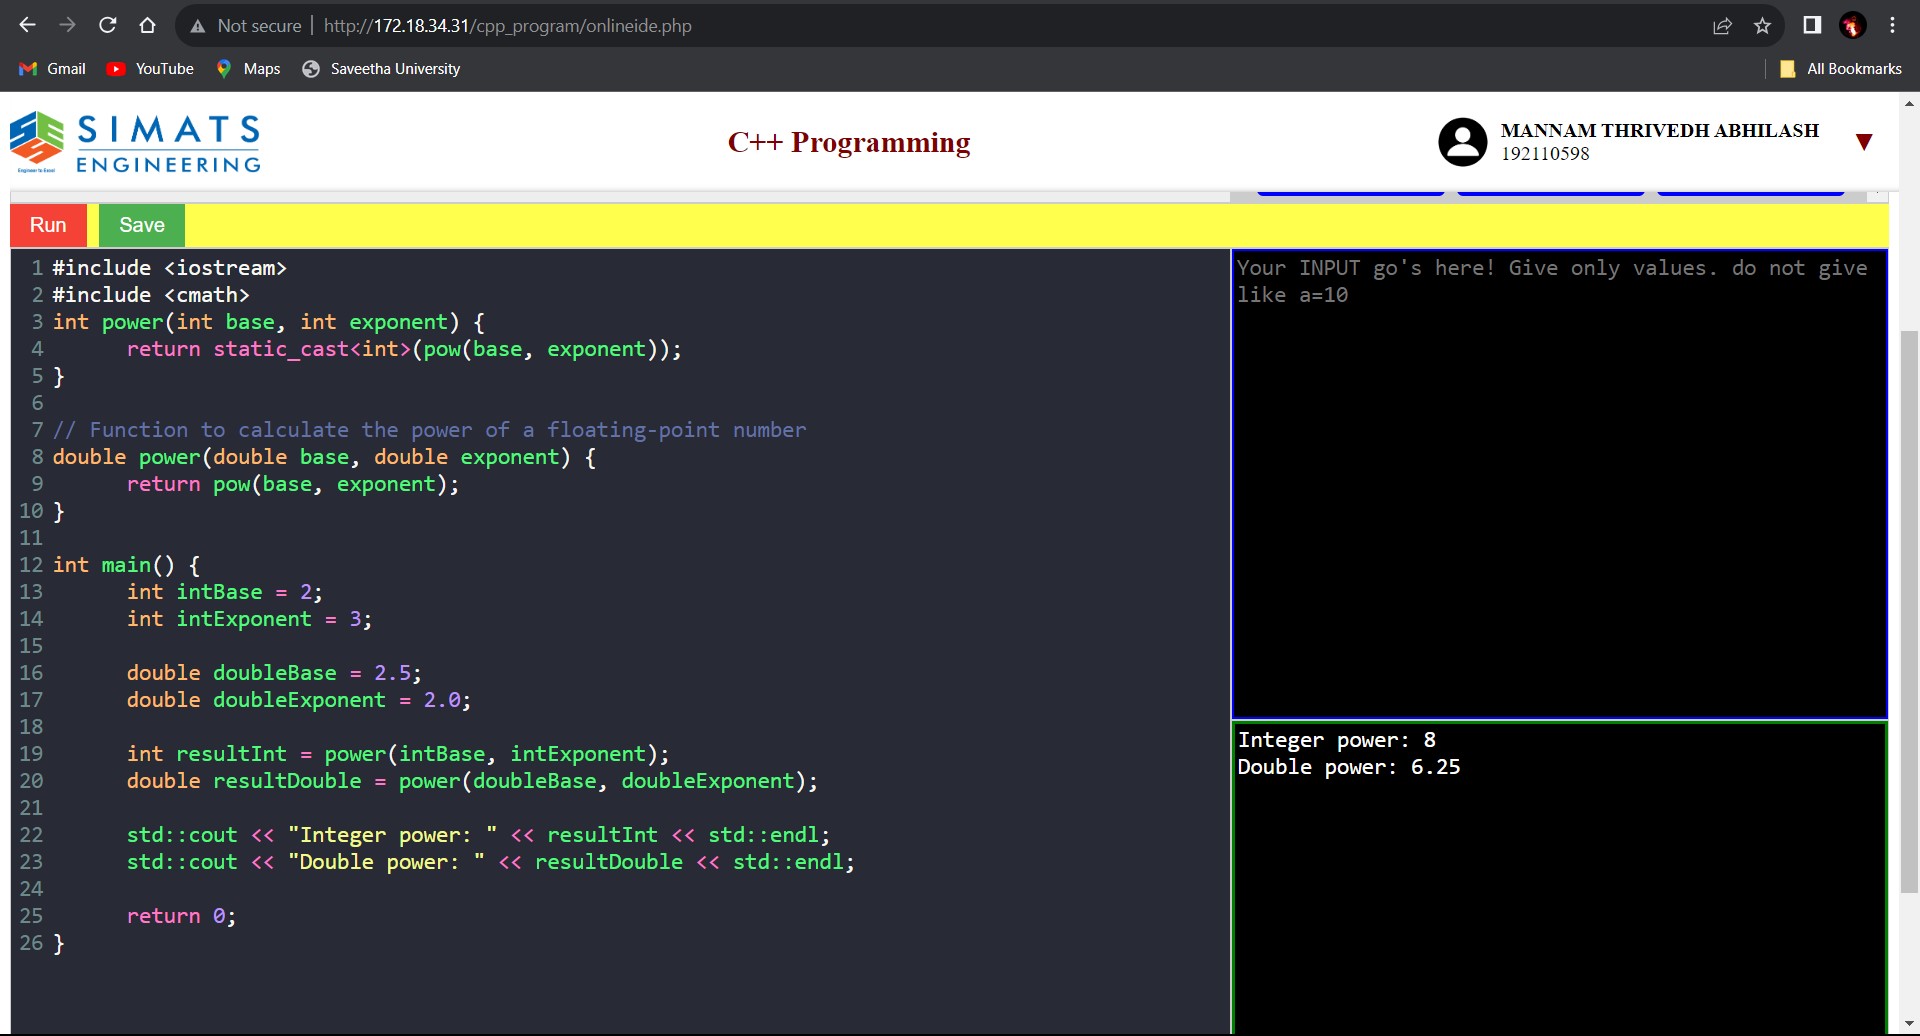 Not secure | http://172.18.34.31/cpp_program/onlineide.php
Gmail YouTube Maps Saveetha University All Bookmarks
SIMATS
ENGINEERING
Engineer to Excel
C++ Programming
MANNAM THRIVEDH ABHILASH
192110598
Run Save
1 #include <iostream>
2 #include <cmath>
3 int power(int base, int exponent) {
4 return static_cast<int>(pow(base, exponent));
5 }
6
7 // Function to calculate the power of a floating-point number
8 double power(double base, double exponent) {
9 return pow(base, exponent);
10 }
11
12 int main() {
13 int intBase = 2;
14 int intExponent = 3;
15
16 double doubleBase = 2.5;
17 double doubleExponent = 2.0;
18
19 int resultInt = power(intBase, intExponent);
20 double resultDouble = power(doubleBase, doubleExponent);
21
22 std::cout << "Integer power: " << resultInt << std::endl;
23 std::cout << "Double power: " << resultDouble << std::endl;
24
25 return 0;
26 }
Your INPUT go's here! Give only values. do not give
like a=10
Integer power: 8
Double power: 6.25